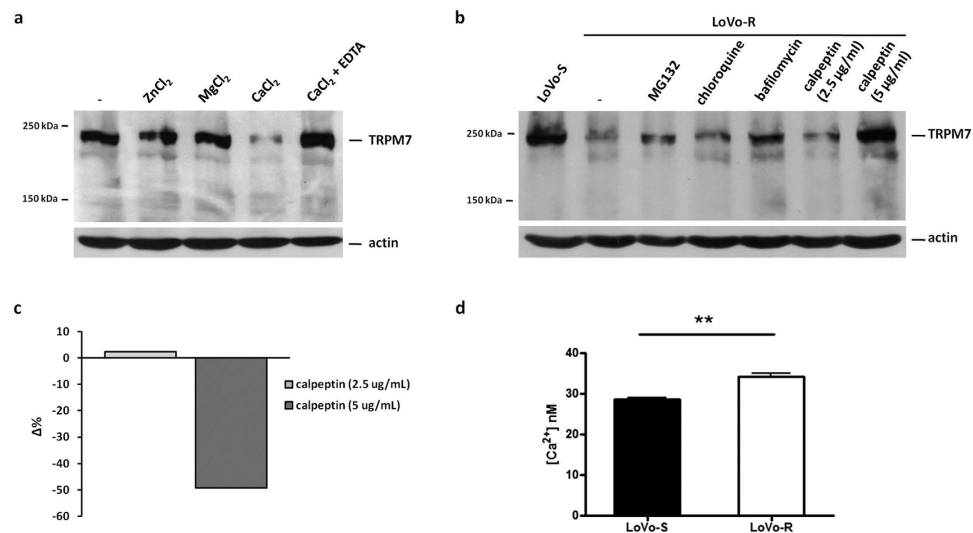 a
-
ZnCl₂
MgCl₂
CaCl₂
CaCl₂ + EDTA
250 kDa
TRPM7
150 kDa
actin
b
LoVo-R
LoVo-S
-
MG132
chloroquine
bafilomycin
calpeptin
(2.5 µg/ml)
calpeptin
(5 µg/ml)
250 kDa
TRPM7
150 kDa
actin
c
10
0
-10
-20
-30
-40
-50
-60
Δ%
calpeptin (2.5 ug/mL)
calpeptin (5 ug/mL)
d
**
40
30
20
10
0
[Ca²⁺] nM
LoVo-S
LoVo-R